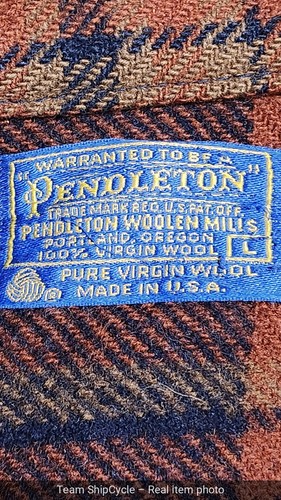 WARRANTED TO BE A
"PENDLETON"
TRADE MARK REG. U.S. PAT. OFF.
PENDLETON WOOLEN MILLS
PORTLAND, OREGON
100% VIRGIN WOOL
L
PURE VIRGIN WOOL
® MADE IN U.S.A.
Team ShipCycle – Real item photo